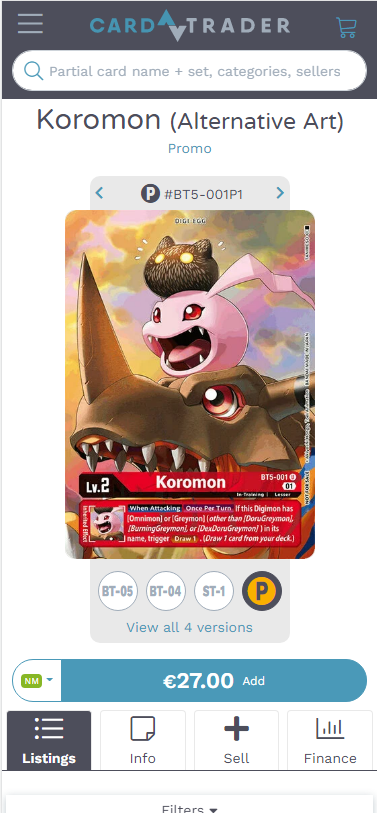 CARD TRADER
Partial card name + set, categories, sellers
Koromon (Alternative Art)
Promo
P #BT5-001P1
DIGI-EGG
Lv.2
Koromon
BT5-001 U
01
In-Training Lesser
Inherited Effect
When Attacking Once Per Turn If this Digimon has
[Omnimon] or [Greymon] (other than [DoruGreymon],
[BurningGreymon], or [DexDoruGreymon]) in its
name, trigger Draw 1. (Draw 1 card from your deck.)
BT-05
BT-04
ST-1
P
View all 4 versions
NM
€27.00 Add
Listings
Info
Sell
Finance
Filters